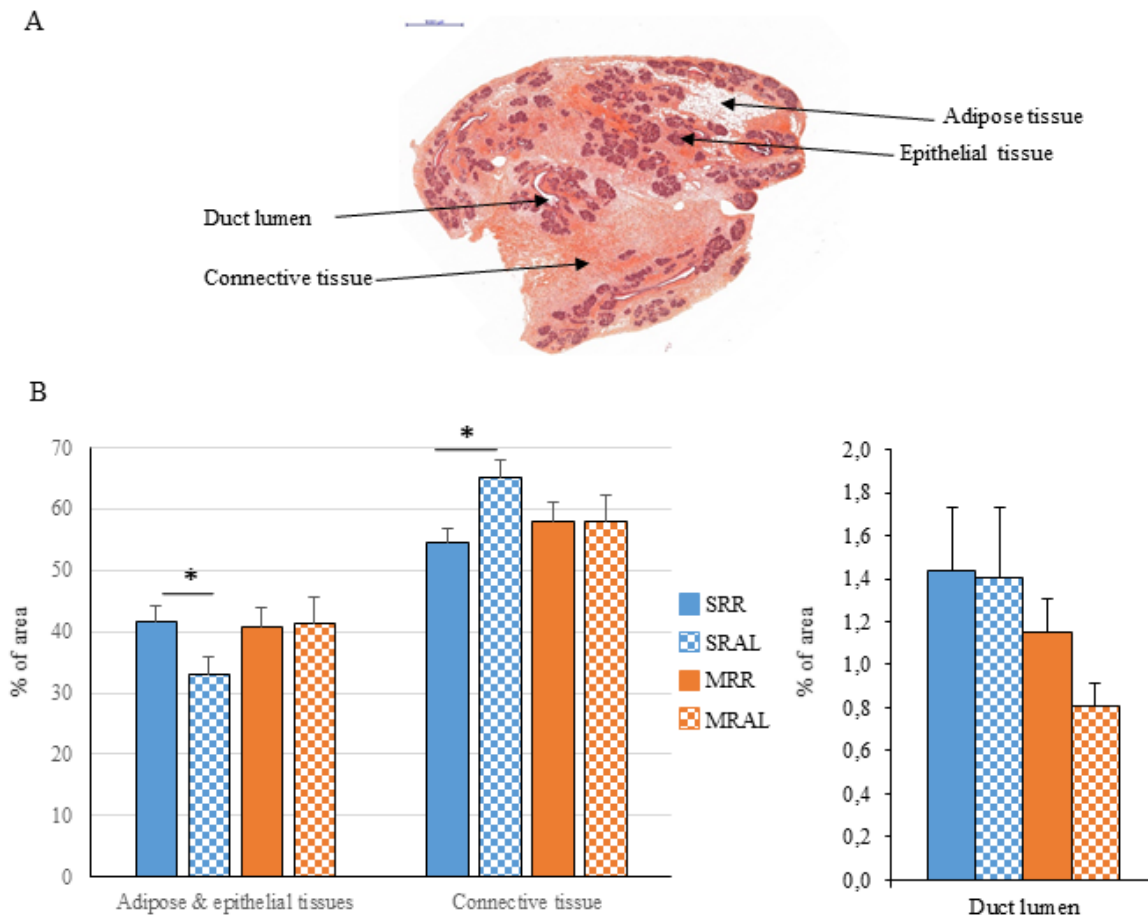 A
Adipose tissue
Epithelial tissue
Duct lumen
Connective tissue
B
*
*
% of area
70
60
50
40
30
20
10
0
Adipose & epithelial tissues
Connective tissue
SRR
SRAL
MRR
MRAL
% of area
2,0
1,8
1,6
1,4
1,2
1,0
0,8
0,6
0,4
0,2
0,0
Duct lumen